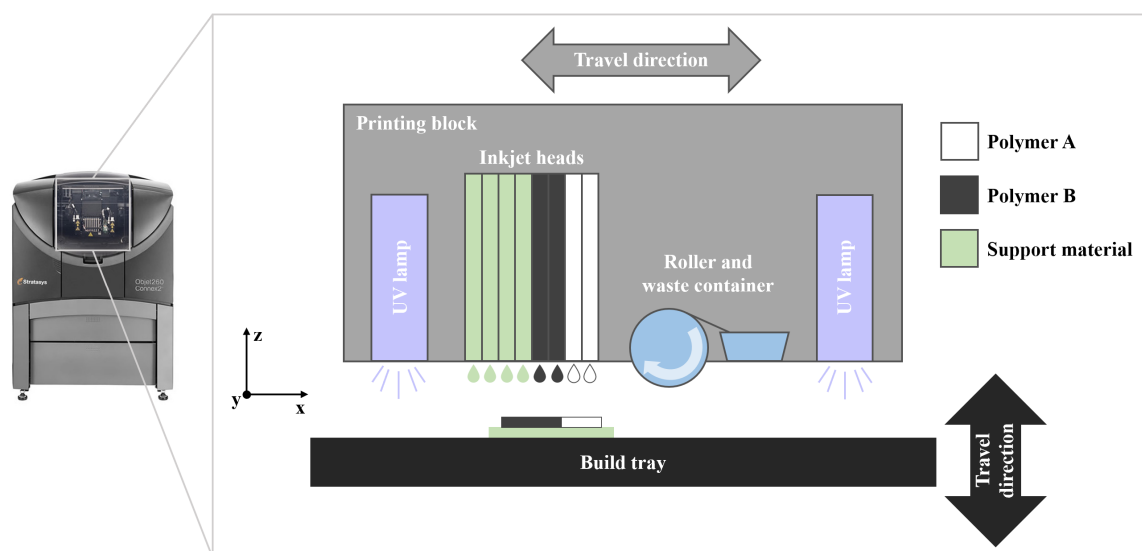 Travel direction
Printing block
Inkjet heads
UV lamp
Roller and
waste container
UV lamp
Polymer A
Polymer B
Support material
Stratasys
Objet260
Connex2
z
y
x
Build tray
Travel
direction